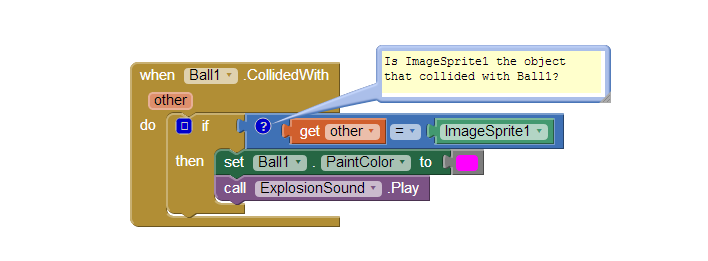 when Ball1 .CollidedWith
other
Is ImageSprite1 the object
that collided with Ball1?
do if ? get other = ImageSprite1
then set Ball1 . PaintColor to
call ExplosionSound .Play